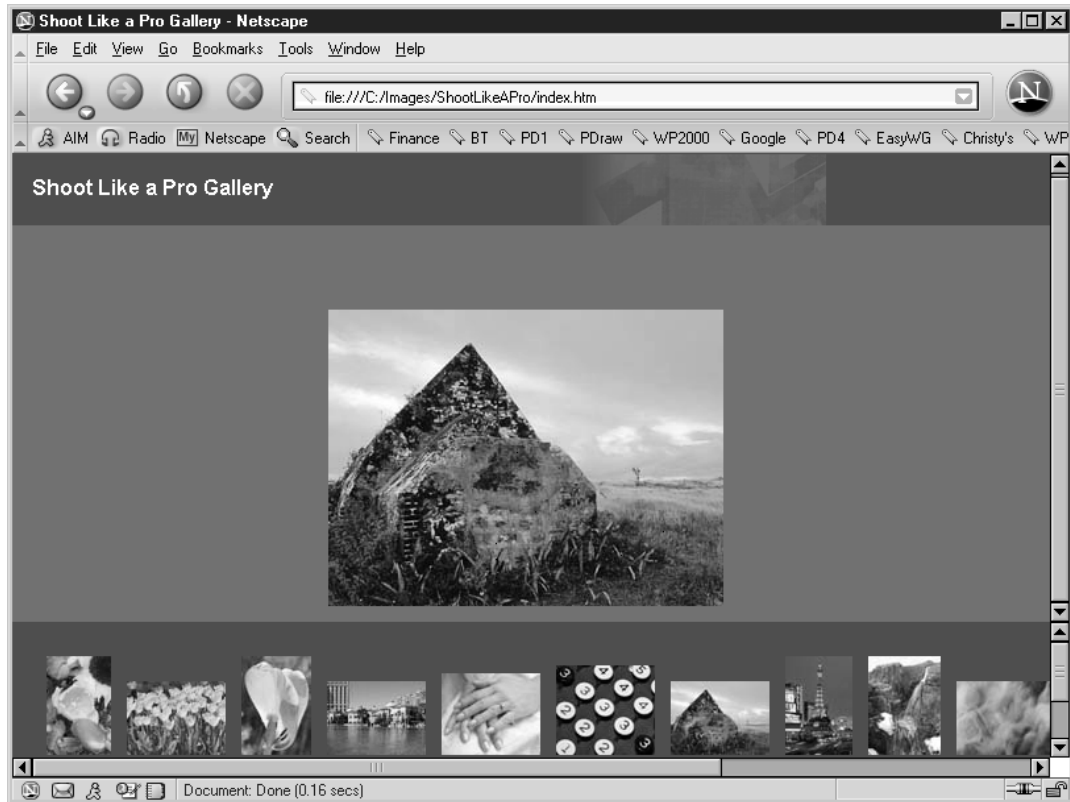 Shoot Like a Pro Gallery - Netscape
File Edit View Go Bookmarks Tools Window Help
file:///C:/Images/ShootLikeAPro/index.htm
N
AIM Radio My Netscape Search Finance BT PD1 PDraw WP2000 Google PD4 EasyWG Christy's WP
Shoot Like a Pro Gallery
Document: Done (0.16 secs)